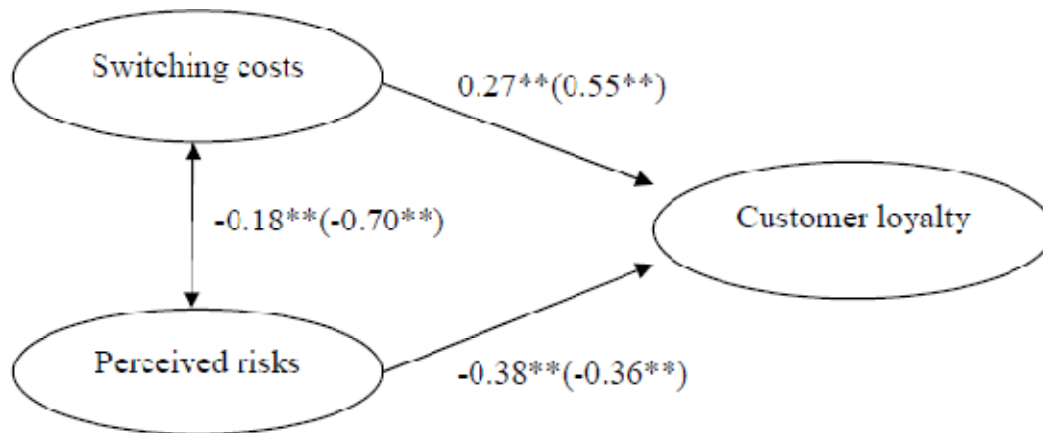 Switching costs
0.27**(0.55**)
-0.18**(-0.70**)
Customer loyalty
Perceived risks
-0.38**(-0.36**)